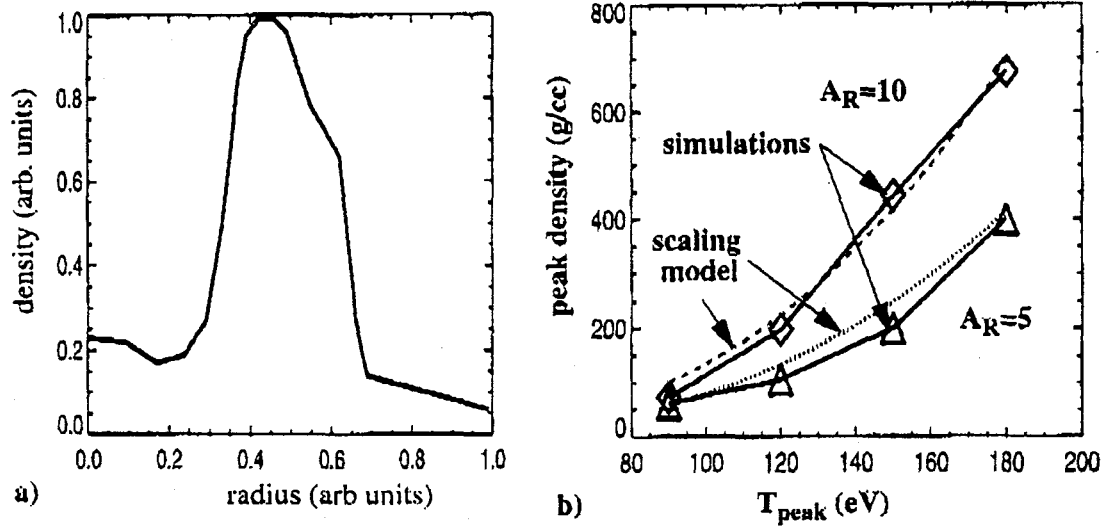 density (arb. units)
1.0
0.8
0.6
0.4
0.2
0.0
0.0 0.2 0.4 0.6 0.8 1.0
radius (arb units)
a)
peak density (g/cc)
800
600
400
200
0
A_R=10
simulations
scaling
model
A_R=5
80 100 120 140 160 180 200
T_peak (eV)
b)